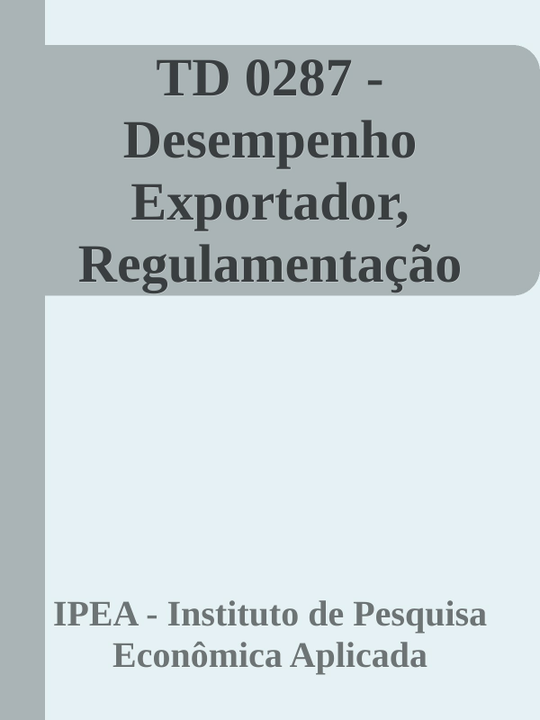 TD 0287 -
Desempenho
Exportador,
Regulamentação
IPEA - Instituto de Pesquisa
Econômica Aplicada